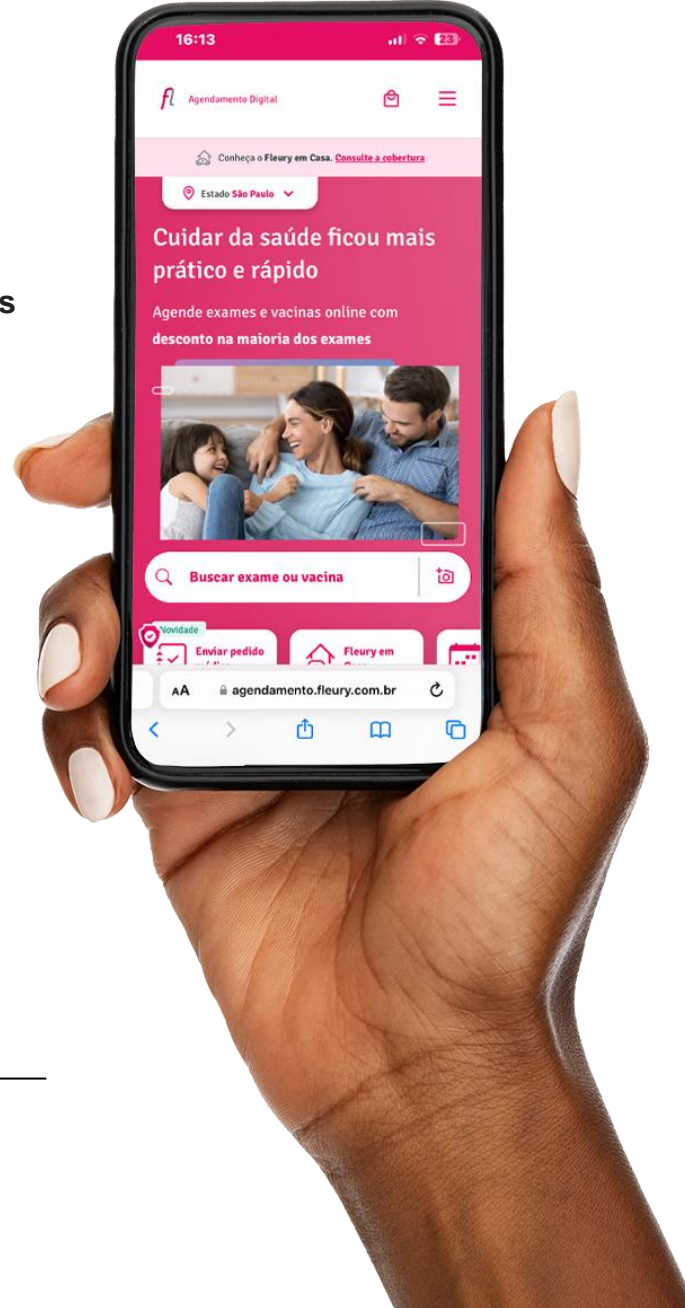 16:13
23
fl Agendamento Digital
Conheça o Fleury em Casa. Consulte a cobertura
Estado São Paulo
s
Cuidar da saúde ficou mais
prático e rápido
Agende exames e vacinas online com
desconto na maioria dos exames
Buscar exame ou vacina
Novidade
Enviar pedido
Fleury em
AA agendamento.fleury.com.br